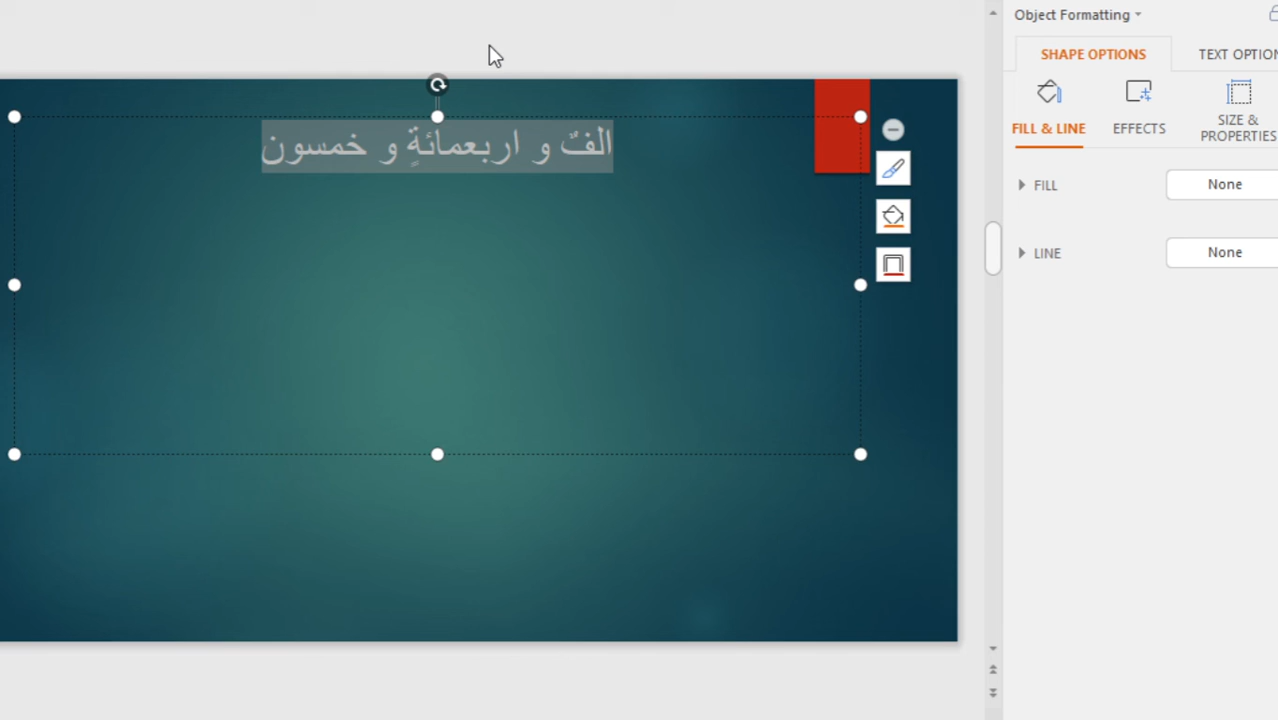 Object Formatting
SHAPE OPTIONS
TEXT OPTION
FILL & LINE
EFFECTS
SIZE &
PROPERTIES
FILL
None
LINE
None
الفٌ و اربعمائةٍ و خمسون